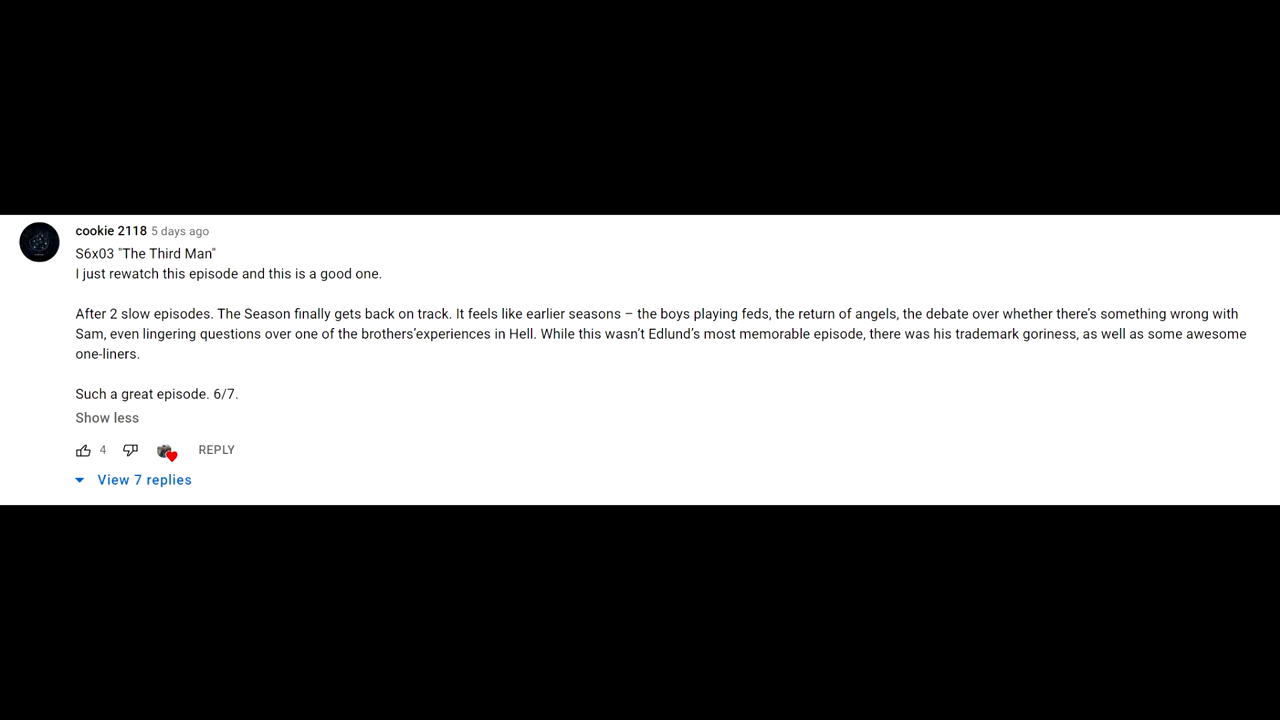 cookie 2118 5 days ago
S6x03 "The Third Man"
I just rewatch this episode and this is a good one.
After 2 slow episodes. The Season finally gets back on track. It feels like earlier seasons – the boys playing feds, the return of angels, the debate over whether there's something wrong with
Sam, even lingering questions over one of the brothers'experiences in Hell. While this wasn't Edlund's most memorable episode, there was his trademark goriness, as well as some awesome
one-liners.
Such a great episode. 6/7.
Show less
4 REPLY
View 7 replies